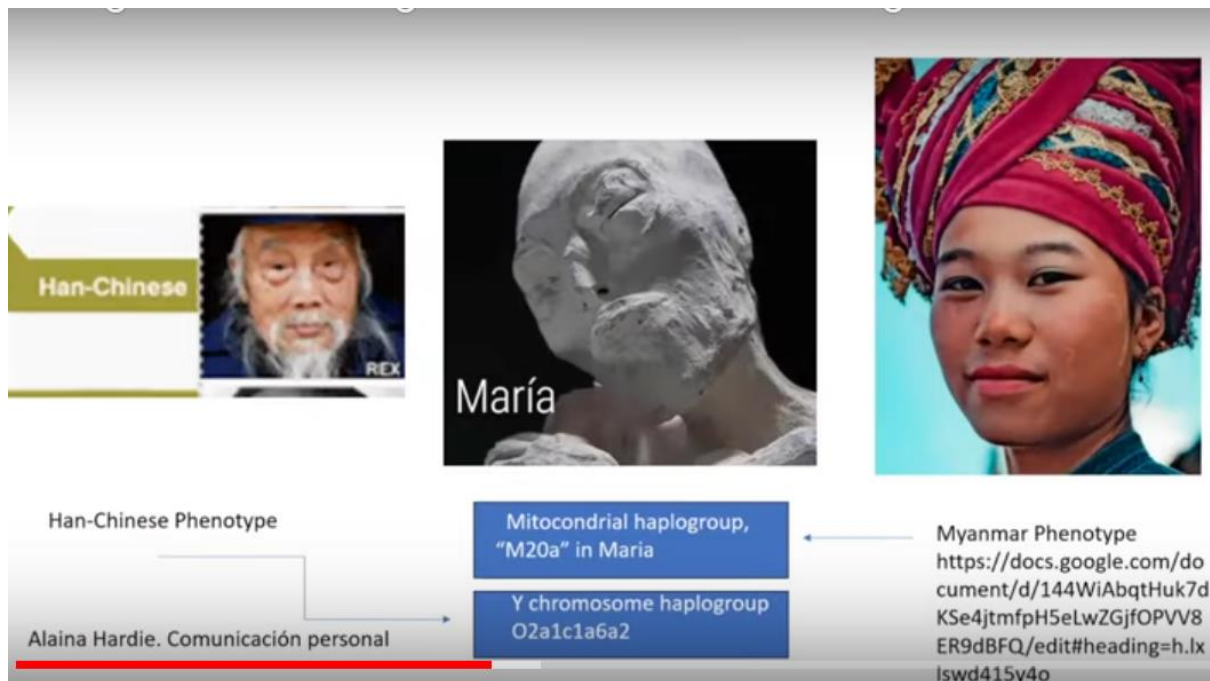 Han-Chinese
REX
María
Han-Chinese Phenotype
Alaina Hardie. Comunicación personal
Mitocondrial haplogroup,
“M20a” in Maria
Y chromosome haplogroup
O2a1c1a6a2
Myanmar Phenotype
https://docs.google.com/do
cument/d/144WiAbqtHuk7d
KSe4jtmfpH5eLwZGjfOPVV8
ER9dBFQ/edit#heading=h.lx
lswd415y4o